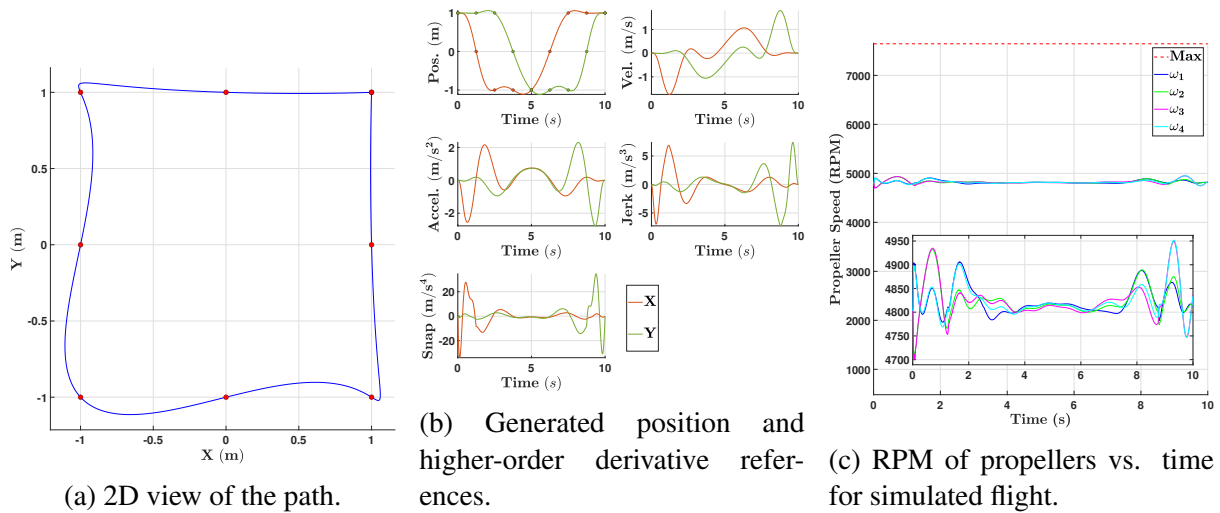 1
0.5
0
-0.5
-1
-1
-0.5
0
0.5
1
Y (m)
X (m)
(a) 2D view of the path.
Pos. (m)
1
0
-1
0
5
10
Time (s)
Vel. (m/s)
1
0
-1
0
5
10
Time (s)
Accel. (m/s²)
2
0
-2
0
5
10
Time (s)
Jerk (m/s³)
5
0
-5
0
5
10
Time (s)
Snap (m/s⁴)
20
0
-20
0
5
10
Time (s)
X
Y
(b) Generated position and
higher-order derivative refer-
ences.
Propeller Speed (RPM)
7000
6000
5000
4000
3000
2000
1000
0
2
4
6
8
10
Time (s)
Max
ω₁
ω₂
ω₃
ω₄
4950
4900
4850
4800
4750
4700
0
2
4
6
8
10
(c) RPM of propellers vs. time
for simulated flight.